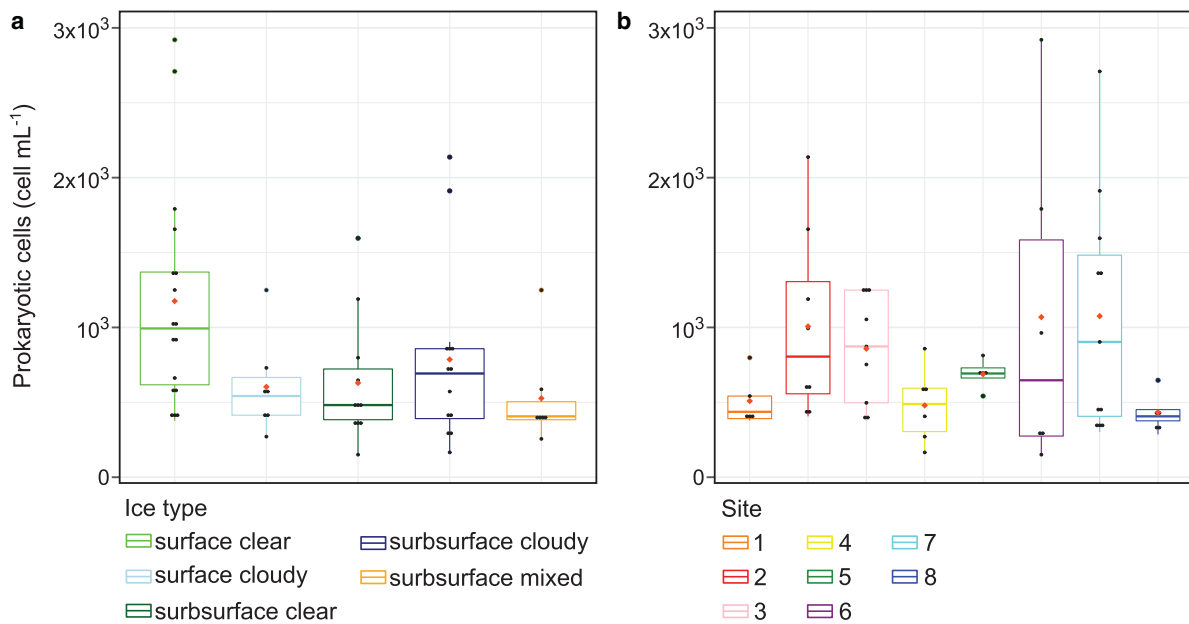 a
b
3x10³
3x10³
2x10³
2x10³
10³
10³
0
0
Prokaryotic cells (cell mL⁻¹)
Ice type
surface clear
surface cloudy
surbsurface clear
surbsurface cloudy
surbsurface mixed
Site
1
2
3
4
5
6
7
8